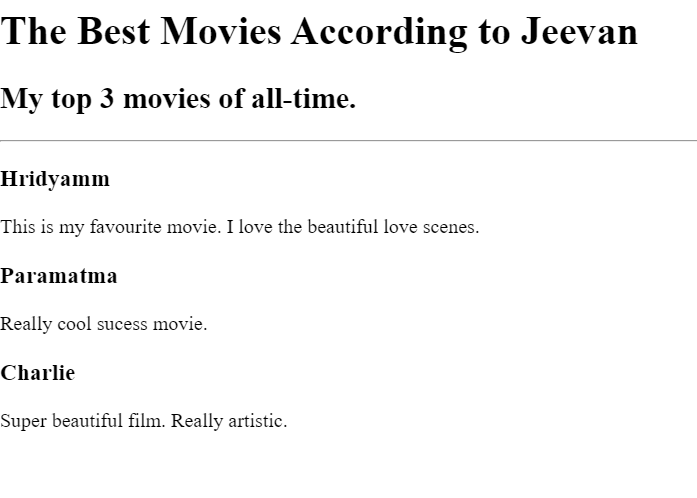 The Best Movies According to Jeevan
My top 3 movies of all-time.
Hridyamm
This is my favourite movie. I love the beautiful love scenes.
Paramatma
Really cool sucess movie.
Charlie
Super beautiful film. Really artistic.